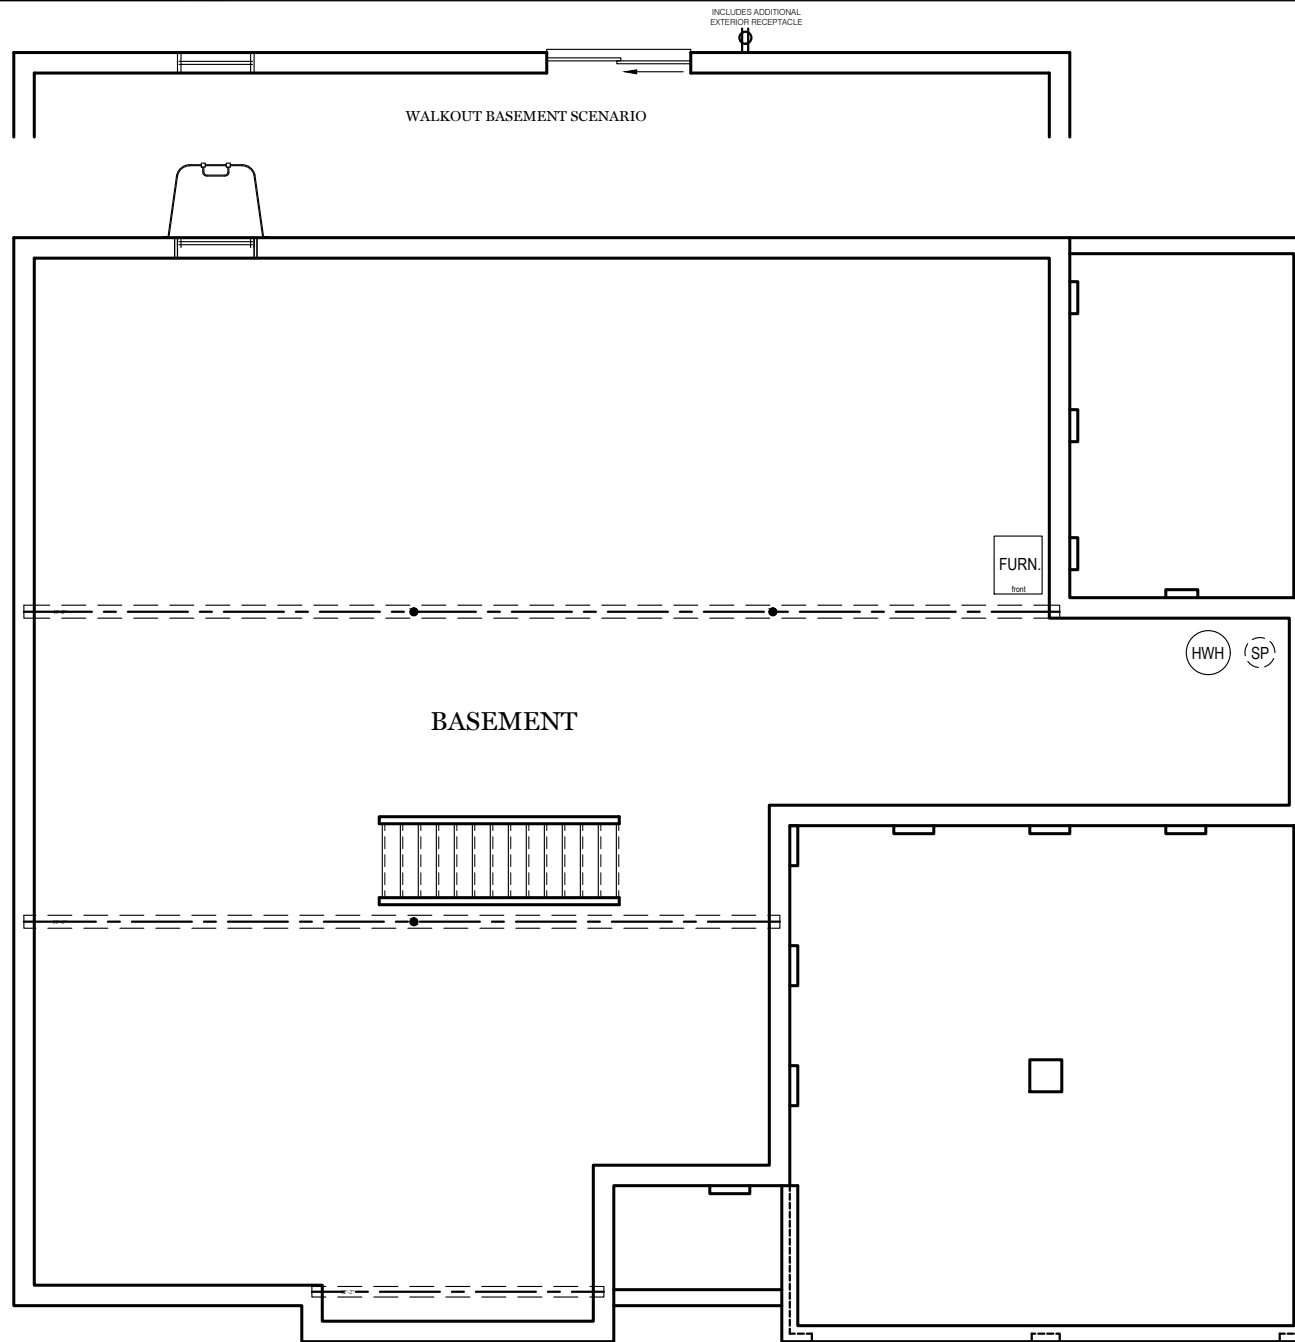 INCLUDES ADDITIONAL
EXTERIOR RECEPTACLE
WALKOUT BASEMENT SCENARIO
FURN.
front
HWH
SP
BASEMENT